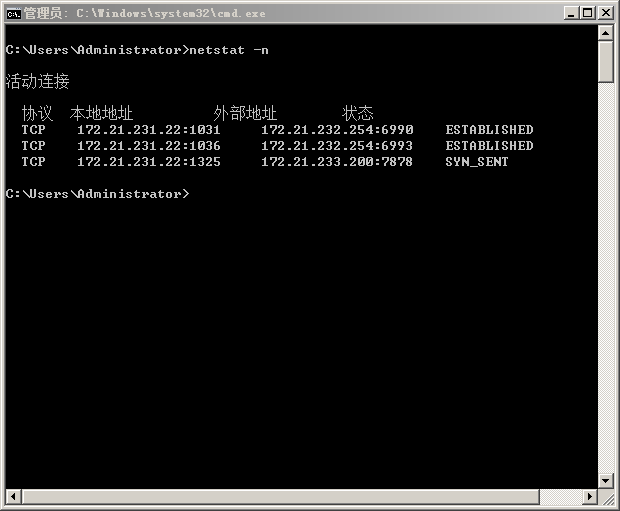 管理员: C:\Windows\system32\cmd.exe
C:\Users\Administrator>netstat -n
活动连接
协议 本地地址 外部地址 状态
TCP 172.21.231.22:1031 172.21.232.254:6990 ESTABLISHED
TCP 172.21.231.22:1036 172.21.232.254:6993 ESTABLISHED
TCP 172.21.231.22:1325 172.21.233.200:7878 SYN_SENT
C:\Users\Administrator>